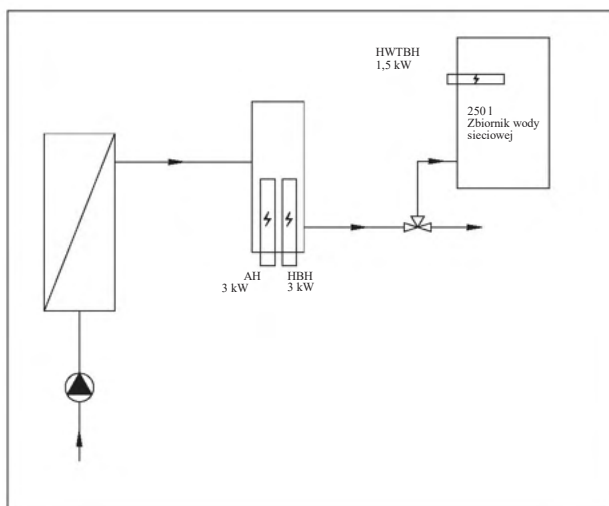 HWTBH
1,5 kW
250 l
Zbiornik wody
sieciowej
AH
3 kW
HBH
3 kW